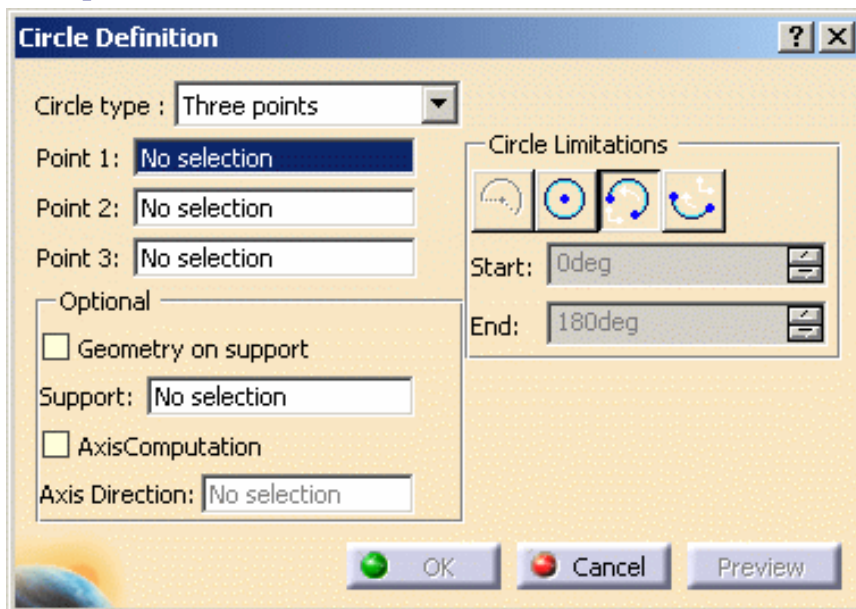 Circle Definition
?
X
Circle type : Three points
Point 1: No selection
Point 2: No selection
Point 3: No selection
Circle Limitations
Start: 0deg
End: 180deg
Optional
Geometry on support
Support: No selection
AxisComputation
Axis Direction: No selection
OK
Cancel
Preview